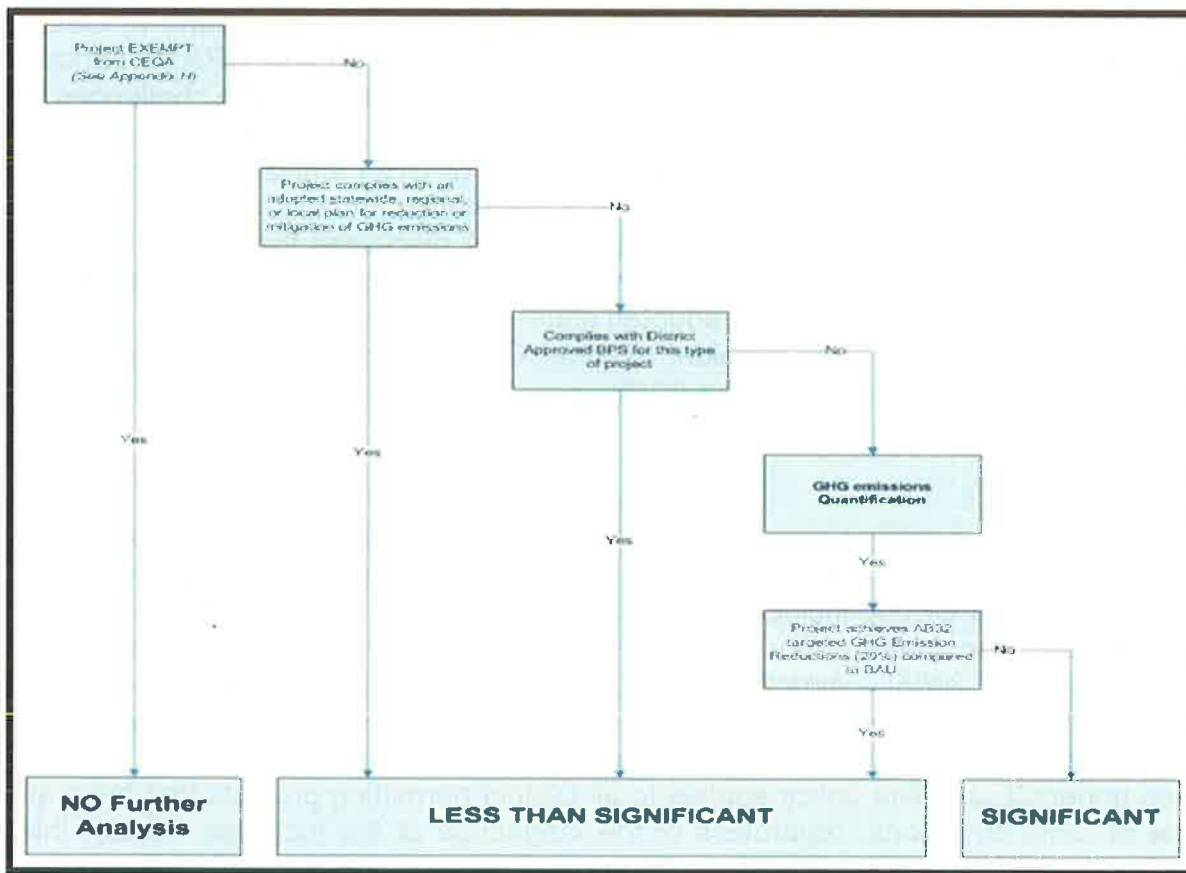 Project EXEMPT
from CEQA
(See Appendix H)
No
Project complies with an
adopted statewide, regional,
or local plan for reduction or
mitigation of GHG emissions
No
Complies with District
Approved BPS for this type
of project
No
Yes
Yes
GHG emissions
Quantification
Yes
Yes
Project achieves AB32
targeted GHG Emission
Reductions (29%) compared
to BAU
No
Yes
NO Further
Analysis
LESS THAN SIGNIFICANT
SIGNIFICANT